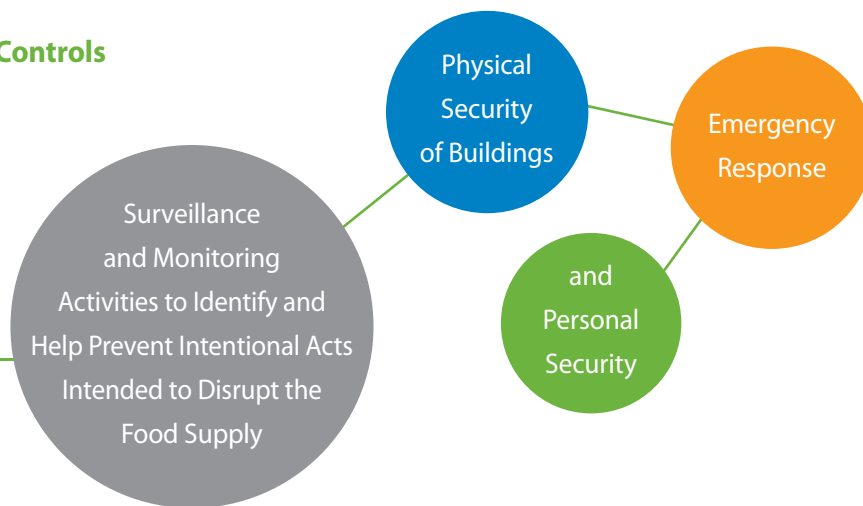 Controls
Surveillance
and Monitoring
Activities to Identify and
Help Prevent Intentional Acts
Intended to Disrupt the
Food Supply
Physical
Security
of Buildings
Emergency
Response
and
Personal
Security